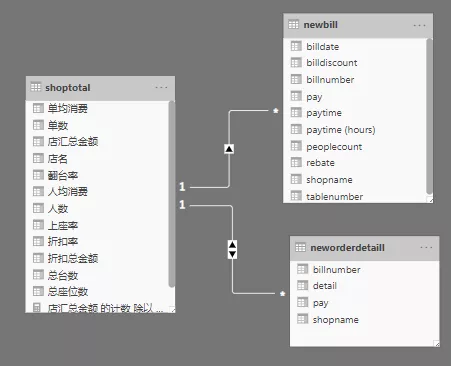 shoptotal
...
单均消费
单数
店汇总金额
店名
翻台率
人均消费
人数
上座率
折扣率
折扣总金额
总台数
总座位数
店汇总金额 的计数 除以 ...
1
1
*
*
newbill
...
billdate
billdiscount
billnumber
pay
paytime
paytime (hours)
peoplecount
rebate
shopname
tablenumber
neworderdetaill
...
billnumber
detail
pay
shopname